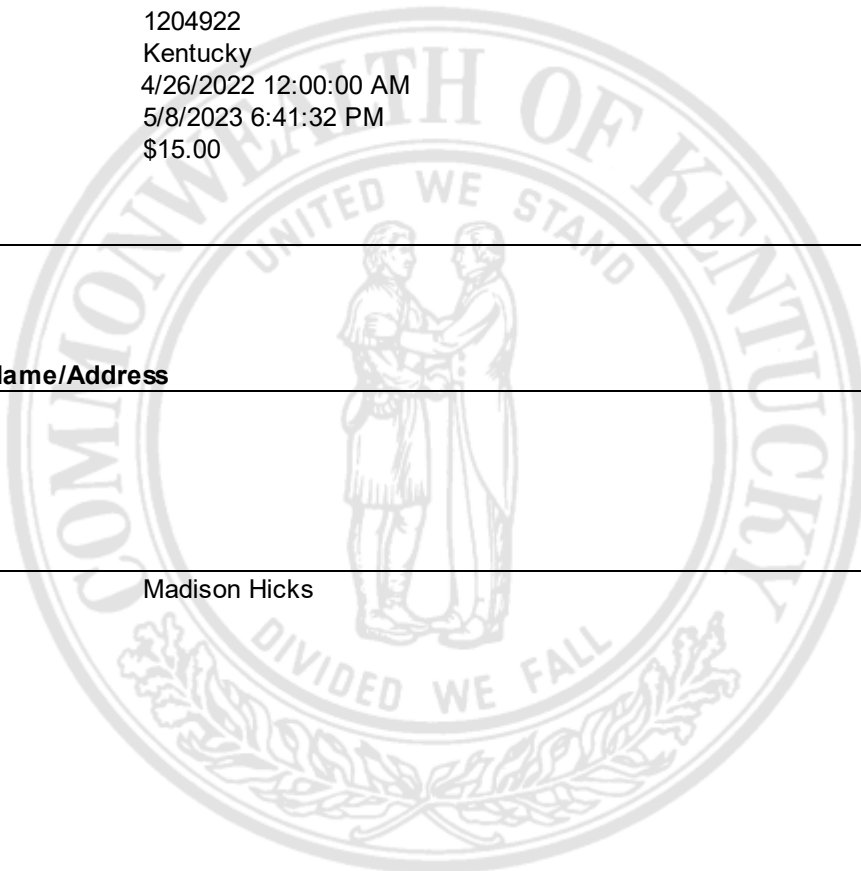 1204922
Kentucky
4/26/2022 12:00:00 AM
5/8/2023 6:41:32 PM
$15.00
COMMONWEALTH OF KENTUCKY
UNITED WE STAND
ame/Address
Madison Hicks
DIVIDED WE FALL